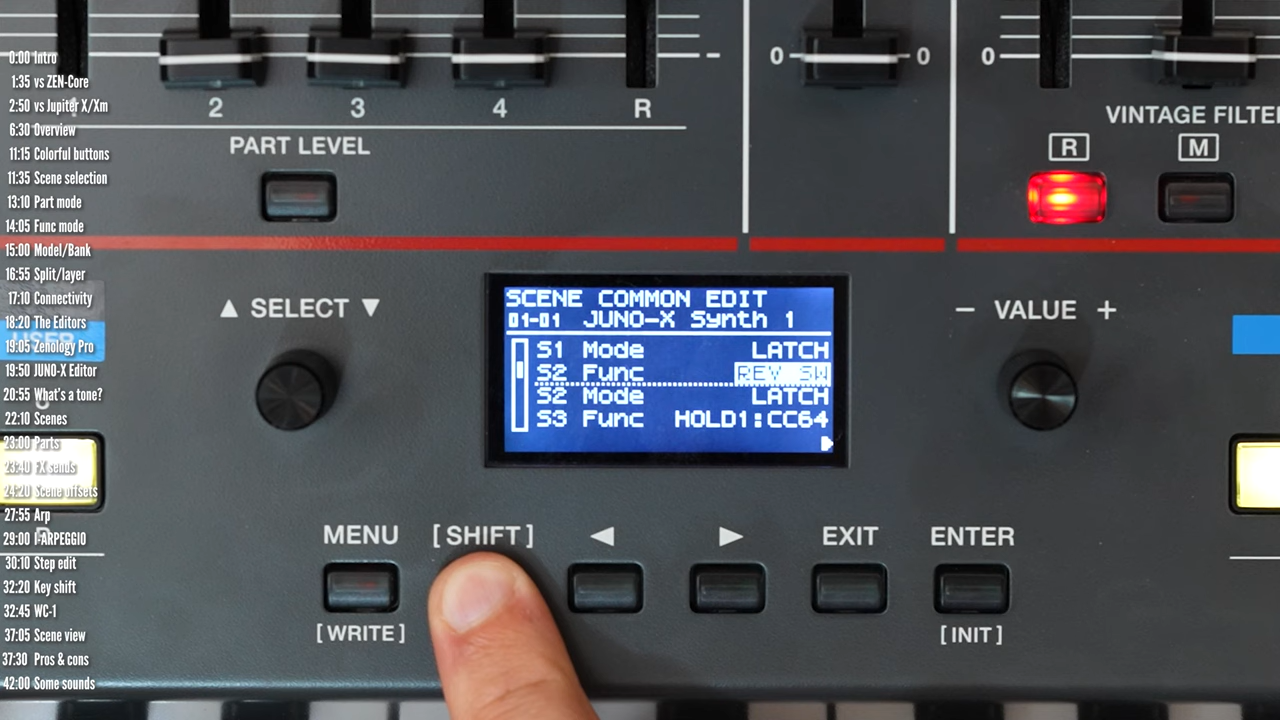 0:00 Intro
1:35 vs ZEN-Core
2:50 vs Jupiter X/Xm
6:30 Overview
11:15 Colorful buttons
11:35 Scene selection
13:10 Part mode
14:05 Func mode
15:00 Model/Bank
16:55 Split/layer
17:10 Connectivity
18:20 The Editors
19:05 Zenology Pro
19:50 JUNO-X Editor
20:55 What's a tone?
22:10 Scenes
23:00 Parts
23:40 FX sends
24:20 Scene offsets
27:55 Arp
29:00 I-ARPEGGIO
30:10 Step edit
32:20 Key shift
32:45 WC-1
37:05 Scene view
37:30 Pros & cons
42:00 Some sounds
2 3 4 R
PART LEVEL
0 0
0
VINTAGE FILTE
R M
▲ SELECT ▼
SCENE COMMON EDIT
01-01 JUNO-X Synth 1
S1 Mode LATCH
S2 Func REV SW
S2 Mode LATCH
S3 Func HOLD1:CC64
− VALUE +
MENU [SHIFT] ◀ ▶ EXIT ENTER
[WRITE] [INIT]